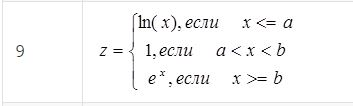 ln(x), если x <= a
9 z = { 1, если a < x < b
e^x, если x >= b